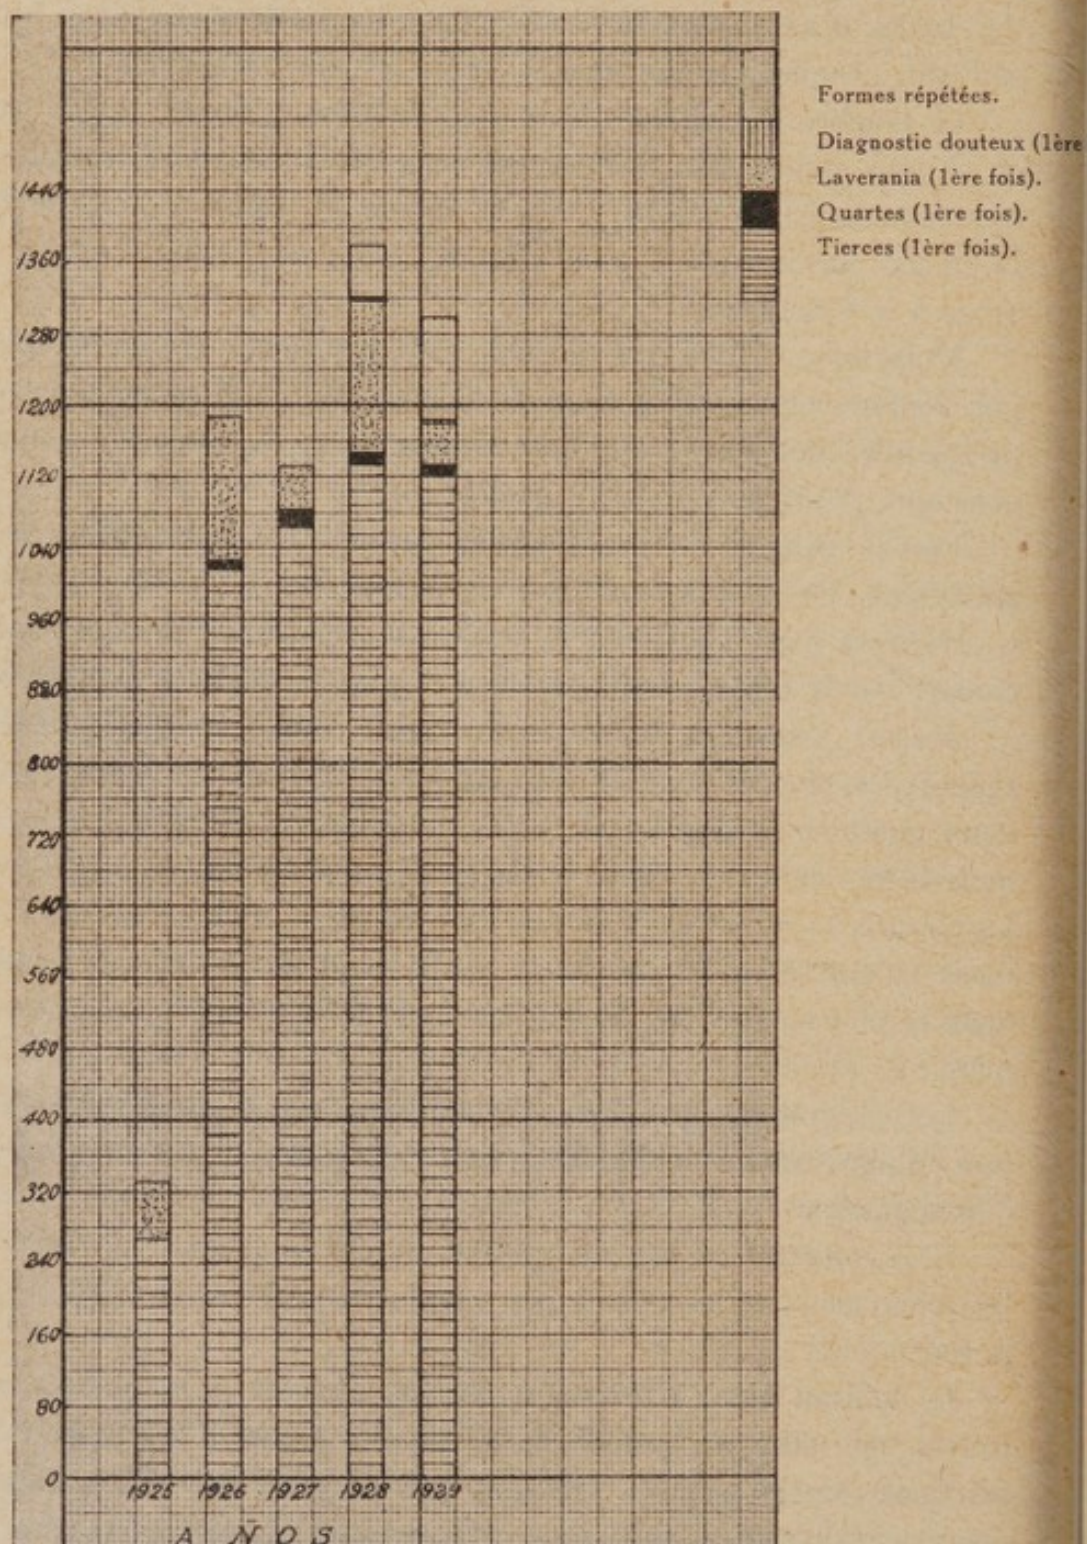 Formes répétées.
Diagnostic douteux (1ère
Laverania (1ère fois).
Quartes (1ère fois).
Tierces (1ère fois).
1440
1360
1280
1200
1120
1040
960
880
800
720
640
560
480
400
320
240
160
80
0
1925 1926 1927 1928 1939
AÑOS